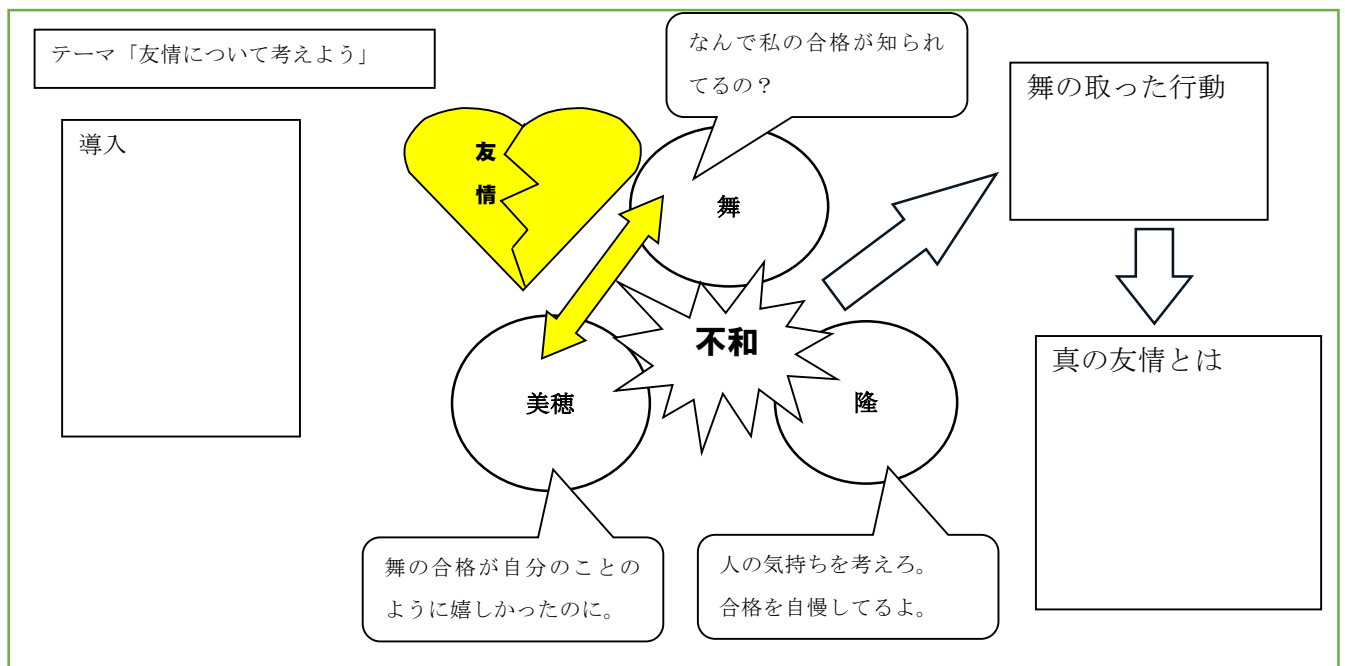 テーマ「友情について考えよう」
導入
友
情
なんで私の合格が知られ
てるの？
舞
不和
美穂
隆
舞の合格が自分のことの
ように嬉しかったのに。
人の気持ちを考えろ。
合格を自慢してるよ。
舞の取った行動
真の友情とは